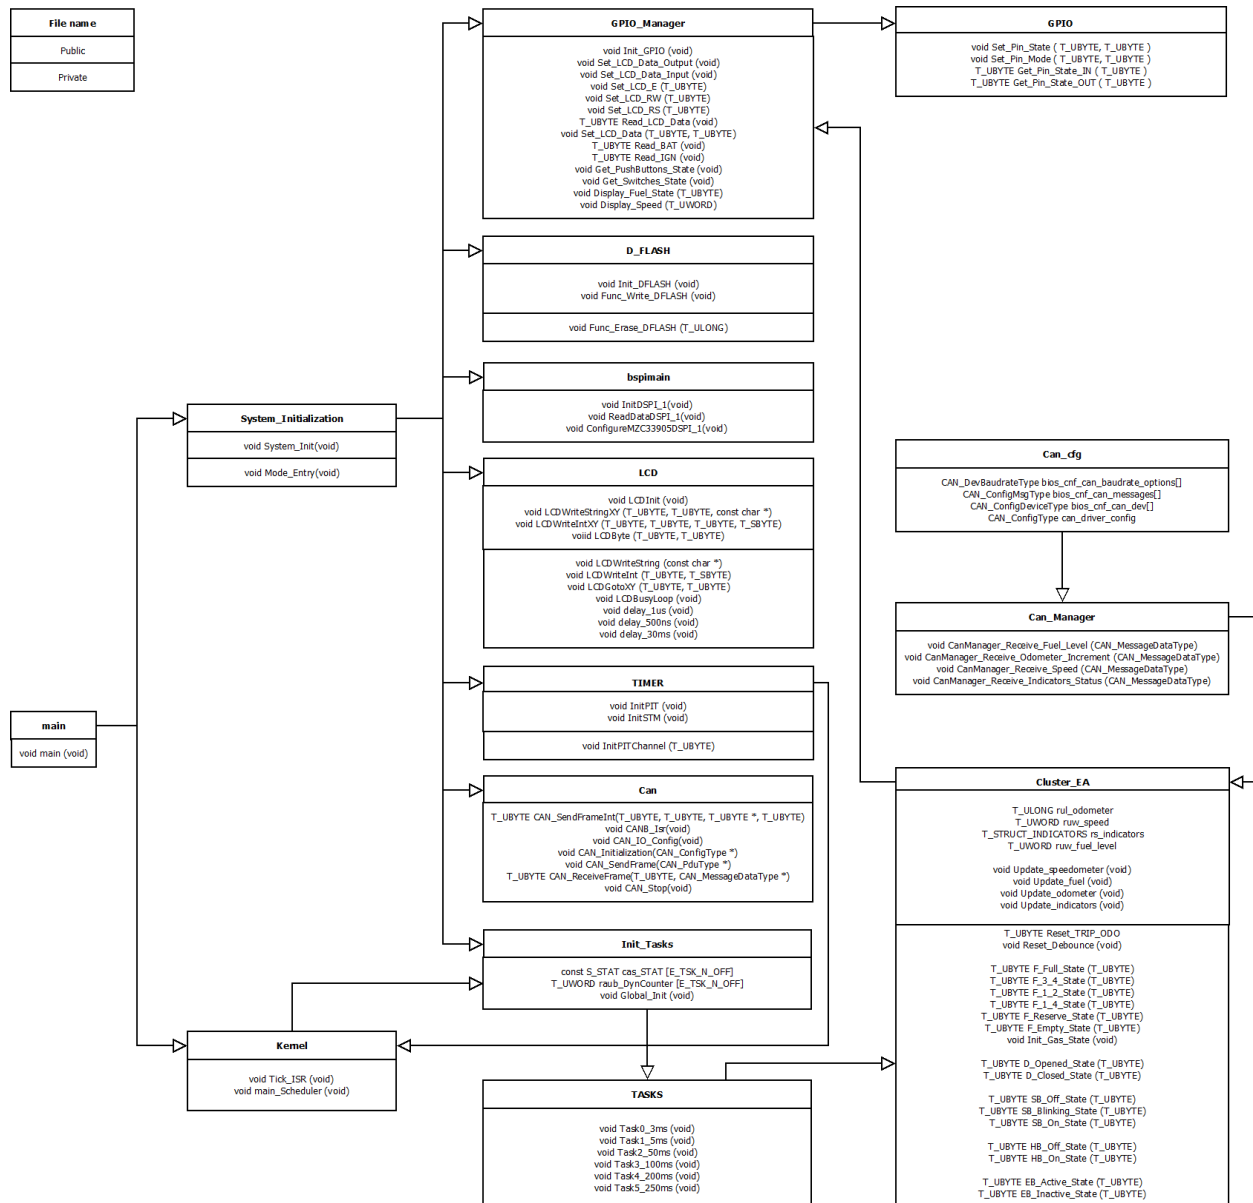 File name
Public
Private
GPIO_Manager
void Init_GPIO (void)
void Set_LCD_Data_Output (void)
void Set_LCD_Data_Input (void)
void Set_LCD_E (T_UBYTE)
void Set_LCD_RW (T_UBYTE)
void Set_LCD_RS (T_UBYTE)
T_UBYTE Read_LCD_Data (void)
void Set_LCD_Data (T_UBYTE, T_UBYTE)
T_UBYTE Read_BAT (void)
T_UBYTE Read_IGN (void)
void Get_PushButtons_State (void)
void Get_Switches_State (void)
void Display_Fuel_State (T_UBYTE)
void Display_Speed (T_UWORD)
GPIO
void Set_Pin_State ( T_UBYTE, T_UBYTE )
void Set_Pin_Mode ( T_UBYTE, T_UBYTE )
T_UBYTE Get_Pin_State_IN ( T_UBYTE )
T_UBYTE Get_Pin_State_OUT ( T_UBYTE )
D_FLASH
void Init_DFLASH (void)
void Func_Write_DFLASH (void)
void Func_Erase_DFLASH (T_ULONG)
bspimain
void InitDSPI_1(void)
void ReadDataDSPI_1(void)
void ConfigureMZC33905DSPI_1(void)
System_Initialization
void System_Init(void)
void Mode_Entry(void)
LCD
void LCDInit (void)
void LCDWriteStringXY (T_UBYTE, T_UBYTE, const char *)
void LCDWriteIntXY (T_UBYTE, T_UBYTE, T_UBYTE, T_SBYTE)
voiid LCDByte (T_UBYTE, T_UBYTE)
void LCDWriteString (const char *)
void LCDWriteInt (T_UBYTE, T_SBYTE)
void LCDGotoXY (T_UBYTE, T_UBYTE)
void LCDBusyLoop (void)
void delay_1us (void)
void delay_500ns (void)
void delay_30ms (void)
Can_cfg
CAN_DevBaudrateType bios_cnf_can_baudrate_options[]
CAN_ConfigMsgType bios_cnf_can_messages[]
CAN_ConfigDeviceType bios_cnf_can_dev[]
CAN_ConfigType can_driver_config
Can_Manager
void CanManager_Receive_Fuel_Level (CAN_MessageDataType)
void CanManager_Receive_Odometer_Increment (CAN_MessageDataType)
void CanManager_Receive_Speed (CAN_MessageDataType)
void CanManager_Receive_Indicators_Status (CAN_MessageDataType)
TIMER
void InitPIT (void)
void InitSTM (void)
void InitPITChannel (T_UBYTE)
main
void main (void)
Can
T_UBYTE CAN_SendFrameInt(T_UBYTE, T_UBYTE, T_UBYTE *, T_UBYTE)
void CANB_Isr(void)
void CAN_IO_Config(void)
void CAN_Initialization(CAN_ConfigType *)
void CAN_SendFrame(CAN_PduType *)
T_UBYTE CAN_ReceiveFrame(T_UBYTE, CAN_MessageDataType *)
void CAN_Stop(void)
Cluster_EA
T_ULONG rul_odometer
T_UWORD ruw_speed
T_STRUCT_INDICATORS rs_indicators
T_UWORD ruw_fuel_level
void Update_speedometer (void)
void Update_fuel (void)
void Update_odometer (void)
void Update_indicators (void)
T_UBYTE Reset_TRIP_ODO
void Reset_Debounce (void)
T_UBYTE F_Full_State (T_UBYTE)
T_UBYTE F_3_4_State (T_UBYTE)
T_UBYTE F_1_2_State (T_UBYTE)
T_UBYTE F_1_4_State (T_UBYTE)
T_UBYTE F_Reserve_State (T_UBYTE)
T_UBYTE F_Empty_State (T_UBYTE)
void Init_Gas_State (void)
T_UBYTE D_Opened_State (T_UBYTE)
T_UBYTE D_Closed_State (T_UBYTE)
T_UBYTE SB_Off_State (T_UBYTE)
T_UBYTE SB_Blinking_State (T_UBYTE)
T_UBYTE SB_On_State (T_UBYTE)
T_UBYTE HB_Off_State (T_UBYTE)
T_UBYTE HB_On_State (T_UBYTE)
T_UBYTE EB_Active_State (T_UBYTE)
T_UBYTE EB_Inactive_State (T_UBYTE)
Init_Tasks
const S_STAT cas_STAT [E_TSK_N_OFF]
T_UWORD raub_DynCounter [E_TSK_N_OFF]
void Global_Init (void)
Kernel
void Tick_ISR (void)
void main_Scheduler (void)
TASKS
void Task0_3ms (void)
void Task1_5ms (void)
void Task2_50ms (void)
void Task3_100ms (void)
void Task4_200ms (void)
void Task5_250ms (void)